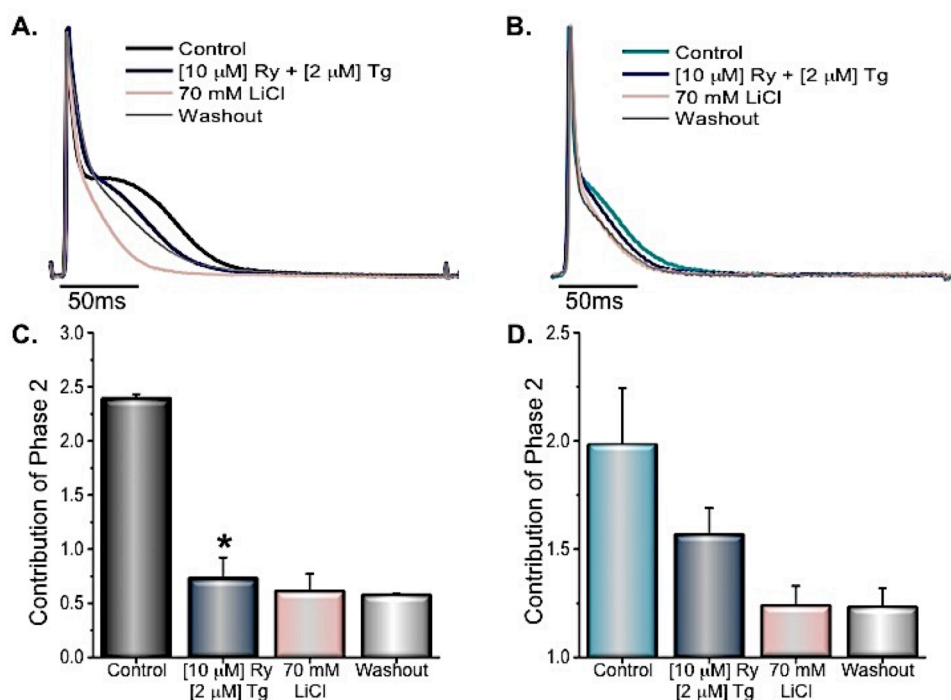 A.
Control
[10 μM] Ry + [2 μM] Tg
70 mM LiCl
Washout
50ms
B.
Control
[10 μM] Ry + [2 μM] Tg
70 mM LiCl
Washout
50ms
C.
Contribution of Phase 2
3.0
2.5
2.0
1.5
1.0
0.5
0.0
*
Control
[10 μM] Ry
[2 μM] Tg
70 mM
LiCl
Washout
D.
Contribution of Phase 2
2.5
2.0
1.5
1.0
Control
[10 μM] Ry
[2 μM] Tg
70 mM
LiCl
Washout